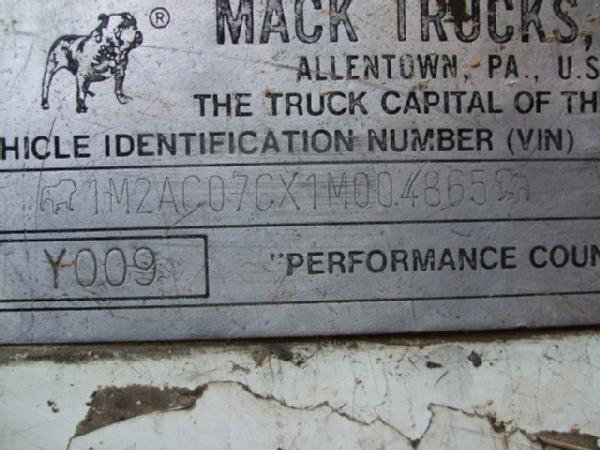 ® MACK TRUCKS,
ALLENTOWN, PA., U.S
THE TRUCK CAPITAL OF TH
HICLE IDENTIFICATION NUMBER (VIN)
1M2AC07CX1M004865
Y009 "PERFORMANCE COUN